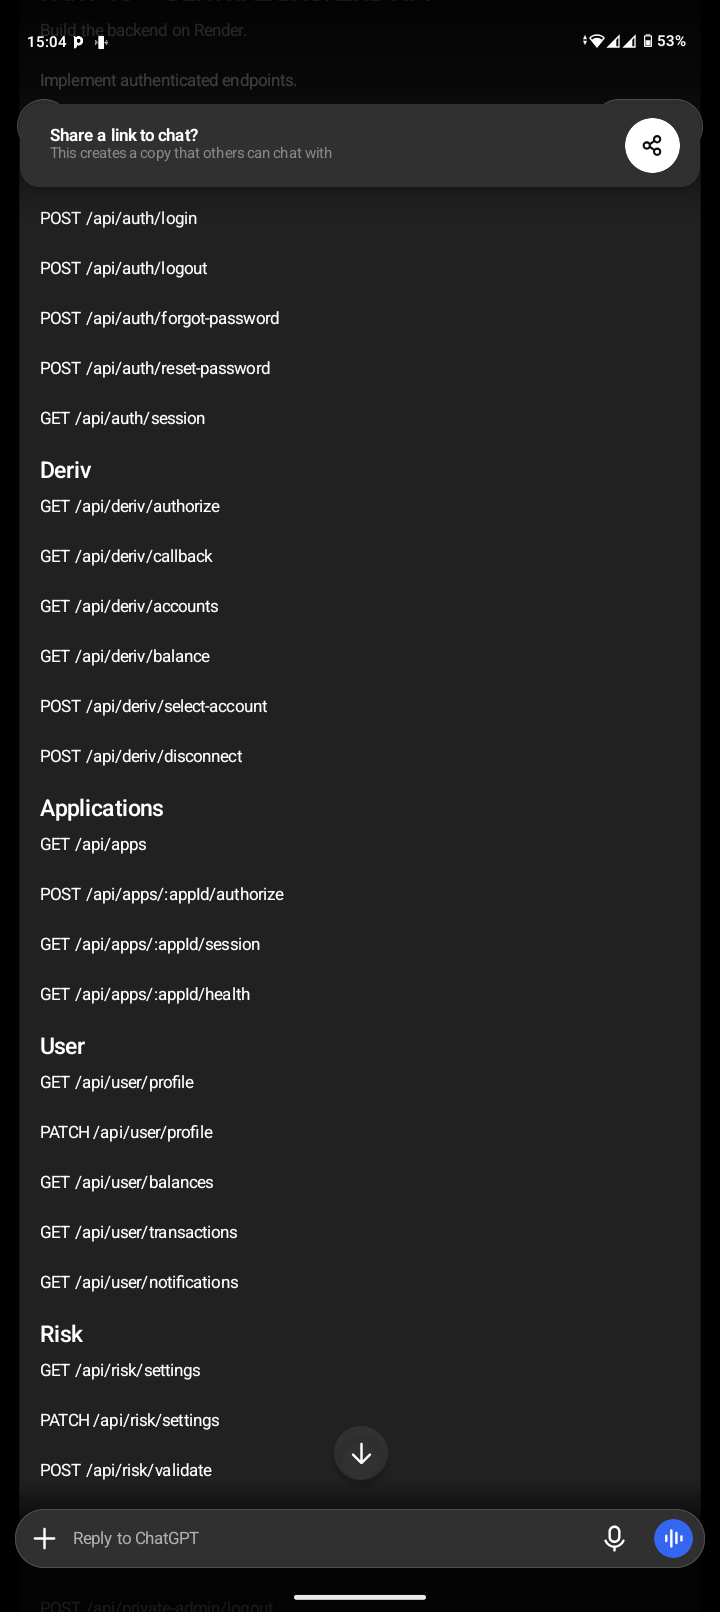 Build the backend on Render.
15:04
53%
Implement authenticated endpoints.
Share a link to chat?
This creates a copy that others can chat with
POST /api/auth/login
POST /api/auth/logout
POST /api/auth/forgot-password
POST /api/auth/reset-password
GET /api/auth/session
Deriv
GET /api/deriv/authorize
GET /api/deriv/callback
GET /api/deriv/accounts
GET /api/deriv/balance
POST /api/deriv/select-account
POST /api/deriv/disconnect
Applications
GET /api/apps
POST /api/apps/:appId/authorize
GET /api/apps/:appId/session
GET /api/apps/:appId/health
User
GET /api/user/profile
PATCH /api/user/profile
GET /api/user/balances
GET /api/user/transactions
GET /api/user/notifications
Risk
GET /api/risk/settings
PATCH /api/risk/settings
POST /api/risk/validate
Reply to ChatGPT
POST /api/private-admin/logout